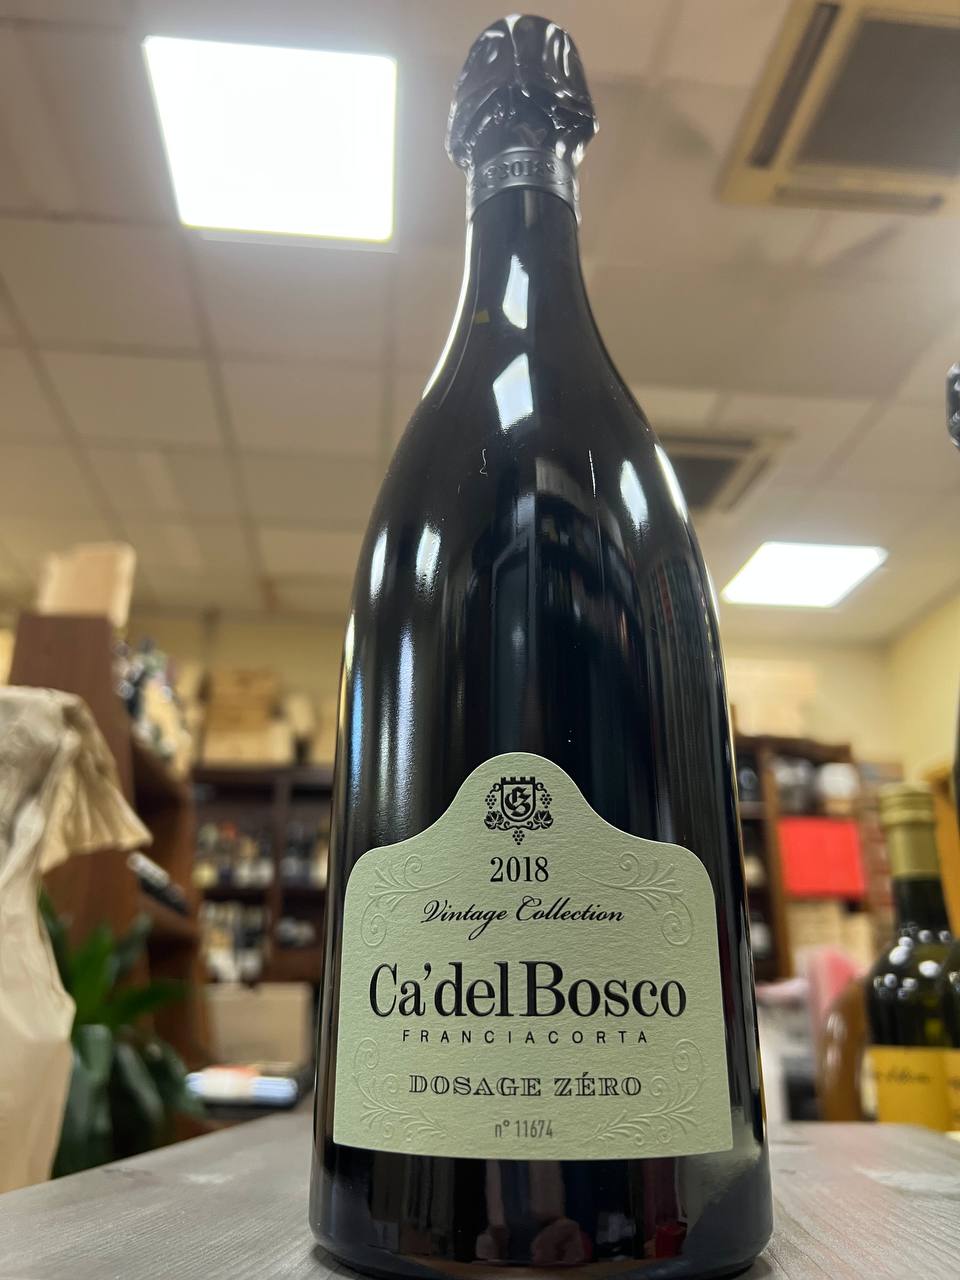 2018
Vintage Collection
Ca'del Bosco
FRANCIACORTA
DOSAGE ZÉRO
n° 11674